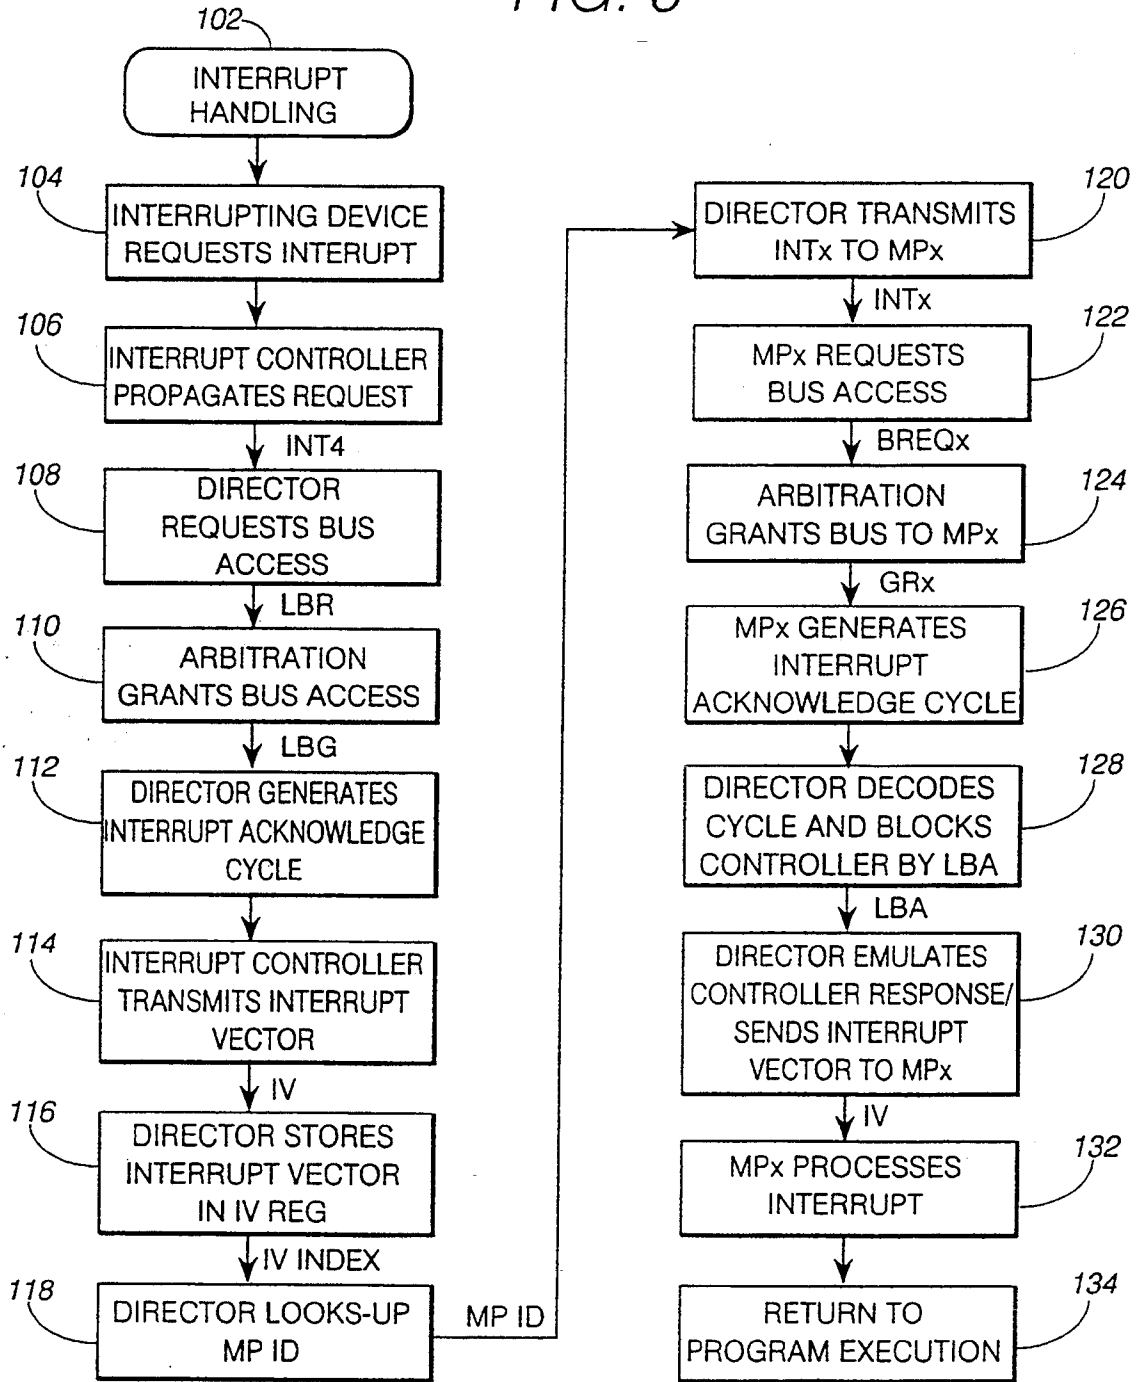 102
INTERRUPT
HANDLING
104
INTERRUPTING DEVICE
REQUESTS INTERUPT
106
INTERRUPT CONTROLLER
PROPAGATES REQUEST
INT4
108
DIRECTOR
REQUESTS BUS
ACCESS
LBR
110
ARBITRATION
GRANTS BUS ACCESS
LBG
112
DIRECTOR GENERATES
INTERRUPT ACKNOWLEDGE
CYCLE
114
INTERRUPT CONTROLLER
TRANSMITS INTERRUPT
VECTOR
IV
116
DIRECTOR STORES
INTERRUPT VECTOR
IN IV REG
IV INDEX
118
DIRECTOR LOOKS-UP
MP ID
MP ID
120
DIRECTOR TRANSMITS
INTx TO MPx
INTx
122
MPx REQUESTS
BUS ACCESS
BREQx
124
ARBITRATION
GRANTS BUS TO MPx
GRx
126
MPx GENERATES
INTERRUPT
ACKNOWLEDGE CYCLE
128
DIRECTOR DECODES
CYCLE AND BLOCKS
CONTROLLER BY LBA
LBA
130
DIRECTOR EMULATES
CONTROLLER RESPONSE/
SENDS INTERRUPT
VECTOR TO MPx
IV
132
MPx PROCESSES
INTERRUPT
134
RETURN TO
PROGRAM EXECUTION